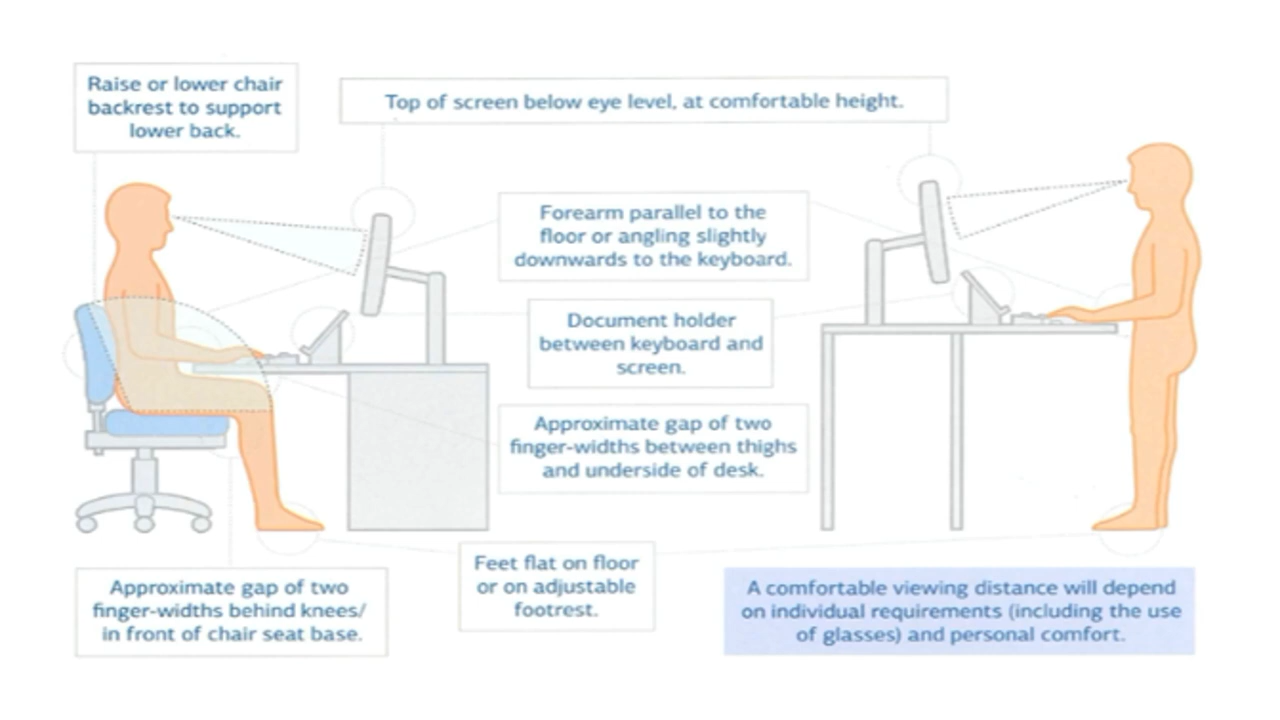 Raise or lower chair
backrest to support
lower back.
Top of screen below eye level, at comfortable height.
Forearm parallel to the
floor or angling slightly
downwards to the keyboard.
Document holder
between keyboard and
screen.
Approximate gap of two
finger-widths between thighs
and underside of desk.
Feet flat on floor
or on adjustable
footrest.
Approximate gap of two
finger-widths behind knees/
in front of chair seat base.
A comfortable viewing distance will depend
on individual requirements (including the use
of glasses) and personal comfort.